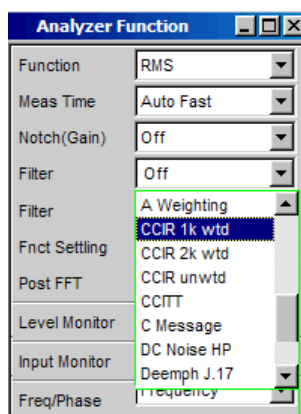 Analyzer Function
Function RMS
Meas Time Auto Fast
Notch(Gain) Off
Filter Off
Filter
A Weighting
CCIR 1k wtd
CCIR 2k wtd
CCIR unwtd
CCITT
C Message
DC Noise HP
Deemph J.17
Fnct Settling
Post FFT
Level Monitor
Input Monitor
Freq/Phase Frequency